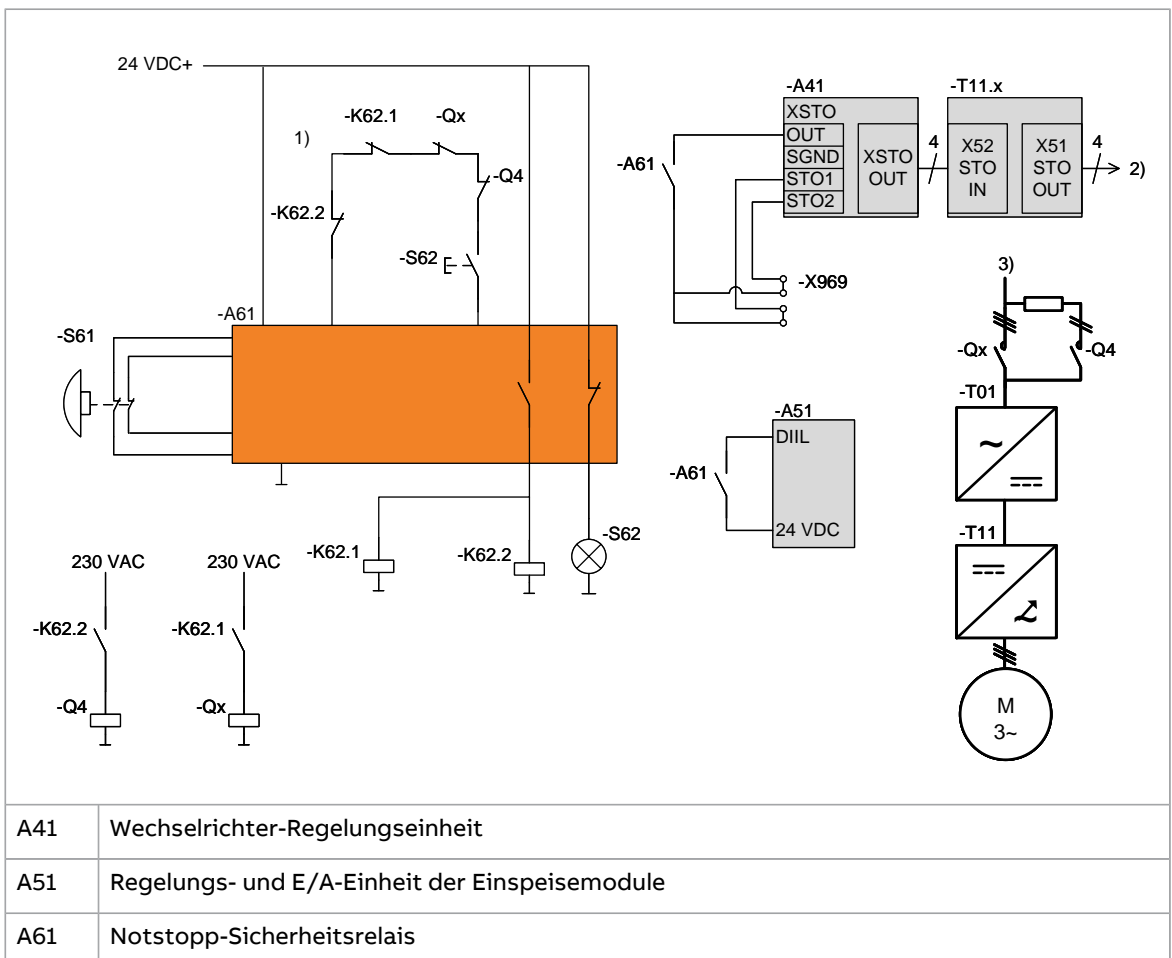 24 VDC+
1)
-K62.1
-Qx
-Q4
-K62.2
-S62
-A61
-S61
-K62.1
-K62.2
-S62
230 VAC
230 VAC
-K62.2
-K62.1
-Q4
-Qx
-A41
XSTO
OUT
SGND
STO1
STO2
XSTO
OUT
4
-T11.x
X52
STO
IN
X51
STO
OUT
4
2)
-A61
-X969
3)
-Qx
-Q4
-T01
-A51
DIIL
-A61
24 VDC
-T11
M
3~
A41 Wechselrichter-Regelungseinheit
A51 Regelungs- und E/A-Einheit der Einspeisemodule
A61 Notstopp-Sicherheitsrelais